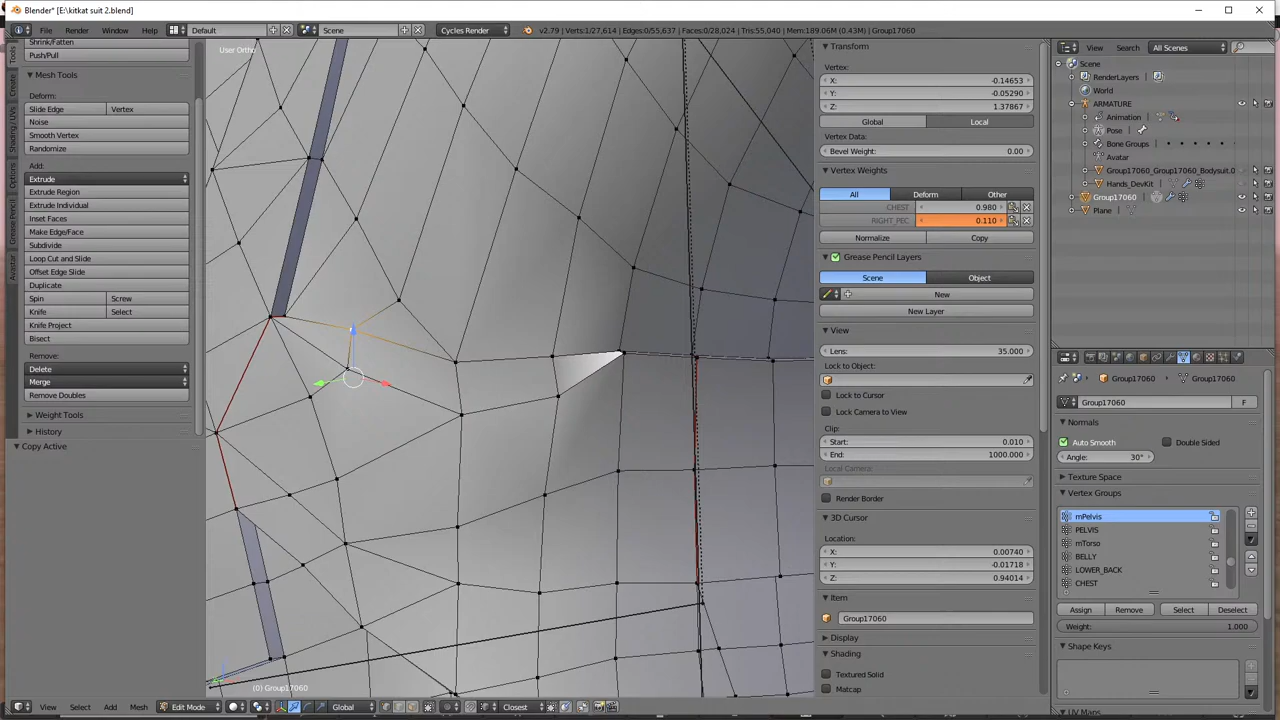 Blender* [E:\kitkat suit 2.blend]
File
Render
Window
Help
Default
Scene
Cycles Render
v2.79 | Verts:1/27,614 | Edges:0/55,637 | Faces:0/28,024 | Tris:55,040 | Mem:189.06M (0.43M) | Group17060
Shrink/Fatten
Push/Pull
Mesh Tools
Deform:
Slide Edge
Vertex
Noise
Smooth Vertex
Randomize
Add:
Extrude
Extrude Region
Extrude Individual
Inset Faces
Make Edge/Face
Subdivide
Loop Cut and Slide
Offset Edge Slide
Duplicate
Spin
Screw
Knife
Select
Knife Project
Bisect
Remove:
Delete
Merge
Remove Doubles
Weight Tools
History
Copy Active
Tools
Create
Shading / UVs
Options
Grease Pencil
Avastar
User Ortho
(0) Group17060
View
Select
Add
Mesh
Edit Mode
Global
Closest
Transform
Vertex:
X: -0.14653
Y: -0.05290
Z: 1.37867
Global
Local
Vertex Data:
Bevel Weight: 0.00
Vertex Weights
All
Deform
Other
CHEST 0.980
RIGHT_PEC 0.110
Normalize
Copy
Grease Pencil Layers
Scene
Object
New
New Layer
View
Lens: 35.000
Lock to Object:
Lock to Cursor
Lock Camera to View
Clip:
Start: 0.010
End: 1000.000
Local Camera:
Render Border
3D Cursor
Location:
X: 0.00740
Y: -0.01718
Z: 0.94014
Item
Group17060
Display
Shading
Textured Solid
Matcap
View
Search
All Scenes
Scene
RenderLayers
World
ARMATURE
Animation
Pose
Bone Groups
Avatar
Group17060_Group17060_Bodysuit.0
Hands_DevKit
Group17060
Plane
Group17060
Group17060
Group17060
F
Normals
Auto Smooth
Double Sided
Angle: 30°
Texture Space
Vertex Groups
mPelvis
PELVIS
mTorso
BELLY
LOWER_BACK
CHEST
Assign
Remove
Select
Deselect
Weight: 1.000
Shape Keys
UV Maps